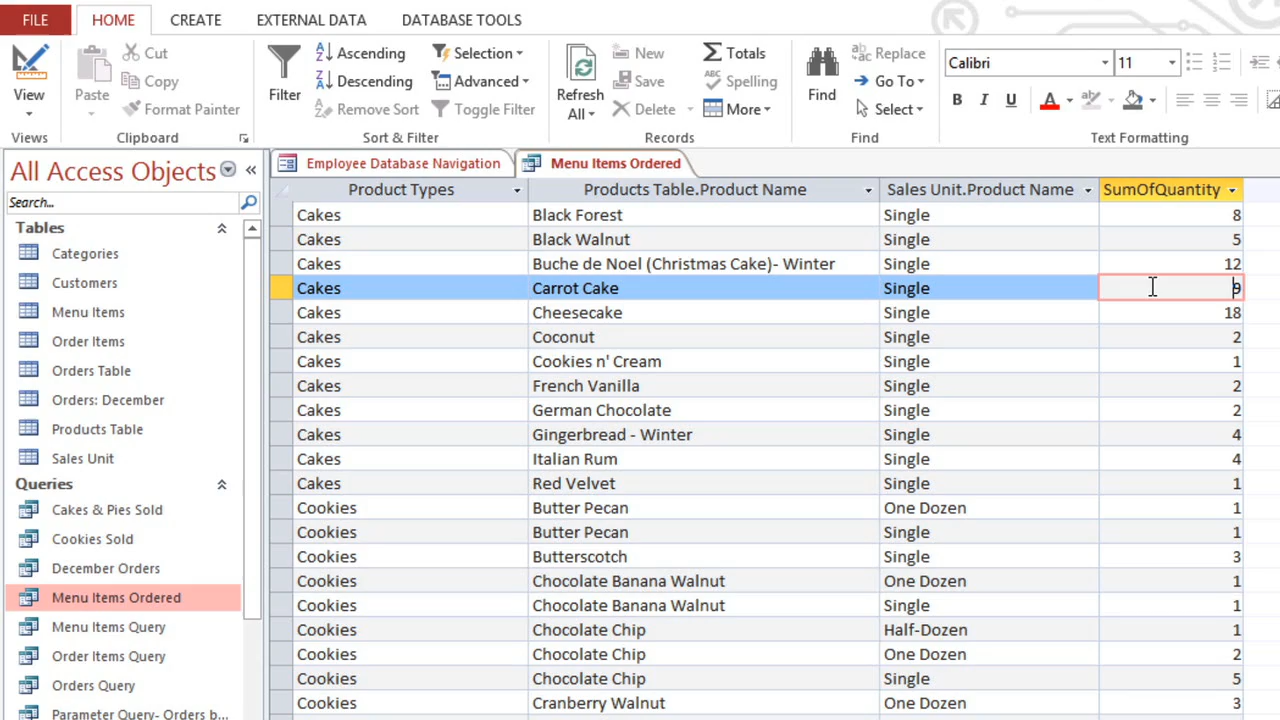 FILE HOME CREATE EXTERNAL DATA DATABASE TOOLS
View
Views
Paste
Cut
Copy
Format Painter
Clipboard
Filter
Ascending
Descending
Remove Sort
Selection
Advanced
Toggle Filter
Sort & Filter
Refresh
All
New
Save
Delete
Totals
Spelling
More
Records
Find
Replace
Go To
Select
Find
Calibri 11
B I U A
Text Formatting
All Access Objects
Search...
Tables
Categories
Customers
Menu Items
Order Items
Orders Table
Orders: December
Products Table
Sales Unit
Queries
Cakes & Pies Sold
Cookies Sold
December Orders
Menu Items Ordered
Menu Items Query
Order Items Query
Orders Query
Parameter Query- Orders b...
Employee Database Navigation Menu Items Ordered
Product Types Products Table.Product Name Sales Unit.Product Name SumOfQuantity
Cakes Black Forest Single 8
Cakes Black Walnut Single 5
Cakes Buche de Noel (Christmas Cake)- Winter Single 12
Cakes Carrot Cake Single 9
Cakes Cheesecake Single 18
Cakes Coconut Single 2
Cakes Cookies n' Cream Single 1
Cakes French Vanilla Single 2
Cakes German Chocolate Single 2
Cakes Gingerbread - Winter Single 4
Cakes Italian Rum Single 4
Cakes Red Velvet Single 1
Cookies Butter Pecan One Dozen 1
Cookies Butter Pecan Single 1
Cookies Butterscotch Single 3
Cookies Chocolate Banana Walnut One Dozen 1
Cookies Chocolate Banana Walnut Single 1
Cookies Chocolate Chip Half-Dozen 1
Cookies Chocolate Chip One Dozen 2
Cookies Chocolate Chip Single 5
Cookies Cranberry Walnut One Dozen 3